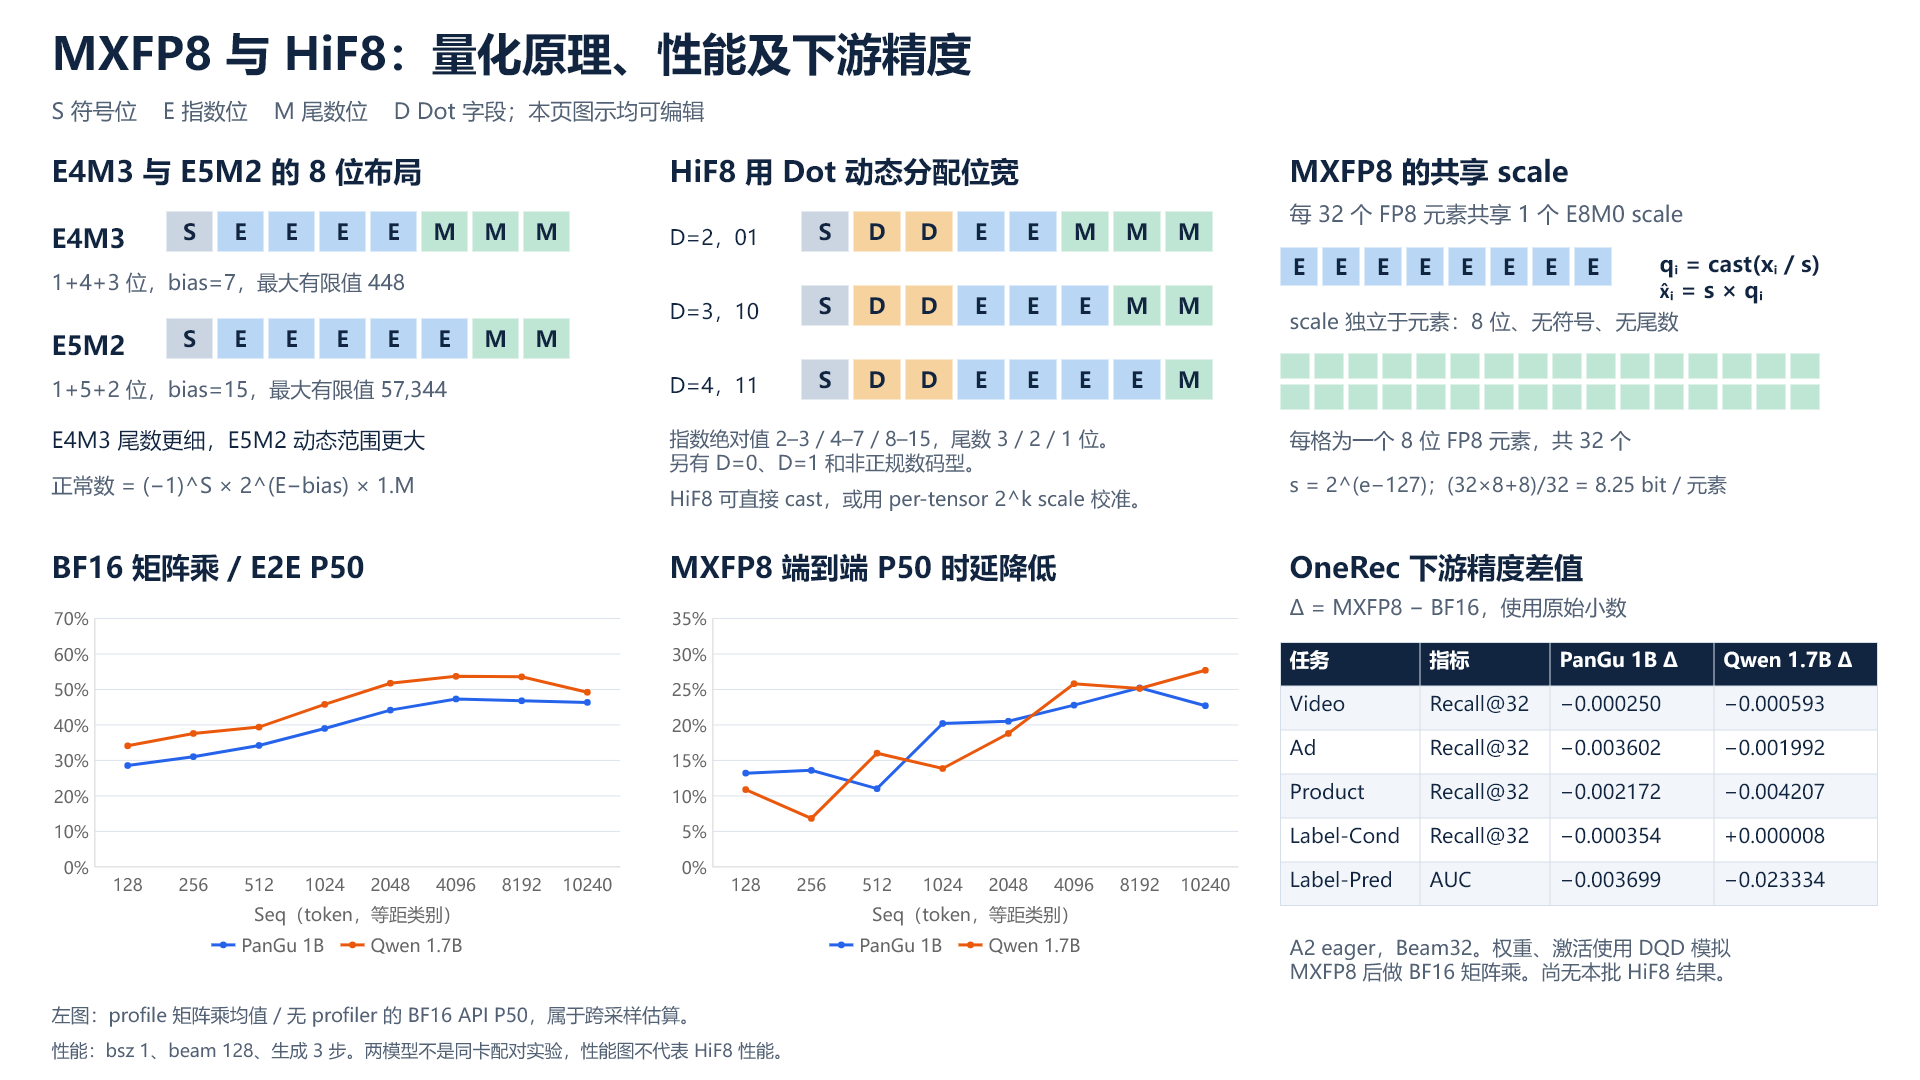 MXFP8 与 HiF8：量化原理、性能及下游精度
S 符号位 E 指数位 M 尾数位 D Dot 字段；本页图示均可编辑
E4M3 与 E5M2 的 8 位布局
E4M3 S E E E E M M M
1+4+3 位，bias=7，最大有限值 448
E5M2 S E E E E E M M
1+5+2 位，bias=15，最大有限值 57,344
E4M3 尾数更细，E5M2 动态范围更大
正常数 = (−1)^S × 2^(E−bias) × 1.M
HiF8 用 Dot 动态分配位宽
D=2，01 S D D E E M M M
D=3，10 S D D E E E M M
D=4，11 S D D E E E E M
指数绝对值 2–3 / 4–7 / 8–15，尾数 3 / 2 / 1 位。
另有 D=0、D=1 和非正规数码型。
HiF8 可直接 cast，或用 per-tensor 2^k scale 校准。
MXFP8 的共享 scale
每 32 个 FP8 元素共享 1 个 E8M0 scale
E E E E E E E E
qᵢ = cast(xᵢ / s)
x̂ᵢ = s × qᵢ
scale 独立于元素：8 位、无符号、无尾数
每格为一个 8 位 FP8 元素，共 32 个
s = 2^(e−127)；(32×8+8)/32 = 8.25 bit / 元素
BF16 矩阵乘 / E2E P50
70%
60%
50%
40%
30%
20%
10%
0%
128 256 512 1024 2048 4096 8192 10240
Seq（token，等距类别）
PanGu 1B Qwen 1.7B
MXFP8 端到端 P50 时延降低
35%
30%
25%
20%
15%
10%
5%
0%
128 256 512 1024 2048 4096 8192 10240
Seq（token，等距类别）
PanGu 1B Qwen 1.7B
OneRec 下游精度差值
Δ = MXFP8 − BF16，使用原始小数
任务 指标 PanGu 1B Δ Qwen 1.7B Δ
Video Recall@32 −0.000250 −0.000593
Ad Recall@32 −0.003602 −0.001992
Product Recall@32 −0.002172 −0.004207
Label-Cond Recall@32 −0.000354 +0.000008
Label-Pred AUC −0.003699 −0.023334
A2 eager，Beam32。权重、激活使用 DQD 模拟
MXFP8 后做 BF16 矩阵乘。尚无本批 HiF8 结果。
左图：profile 矩阵乘均值 / 无 profiler 的 BF16 API P50，属于跨采样估算。
性能：bsz 1、beam 128、生成 3 步。两模型不是同卡配对实验，性能图不代表 HiF8 性能。